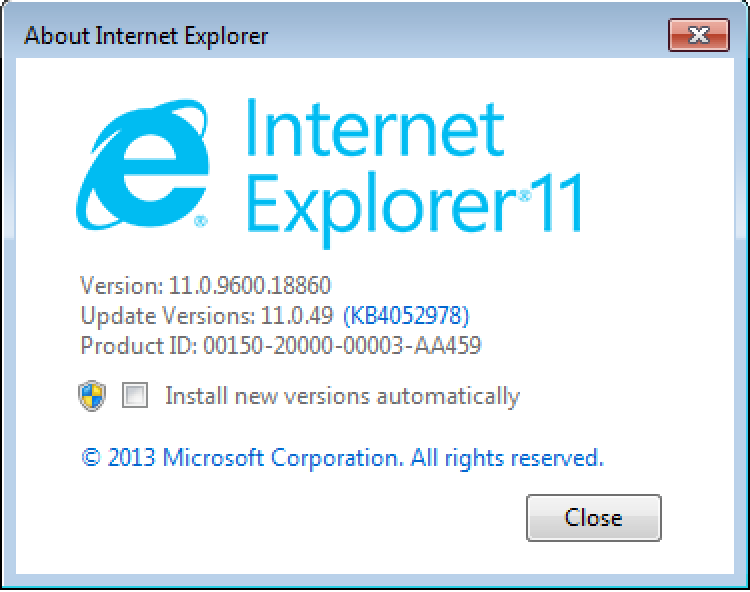 About Internet Explorer
Internet
Explorer®11
®
Version: 11.0.9600.18860
Update Versions: 11.0.49 (KB4052978)
Product ID: 00150-20000-00003-AA459
Install new versions automatically
© 2013 Microsoft Corporation. All rights reserved.
Close